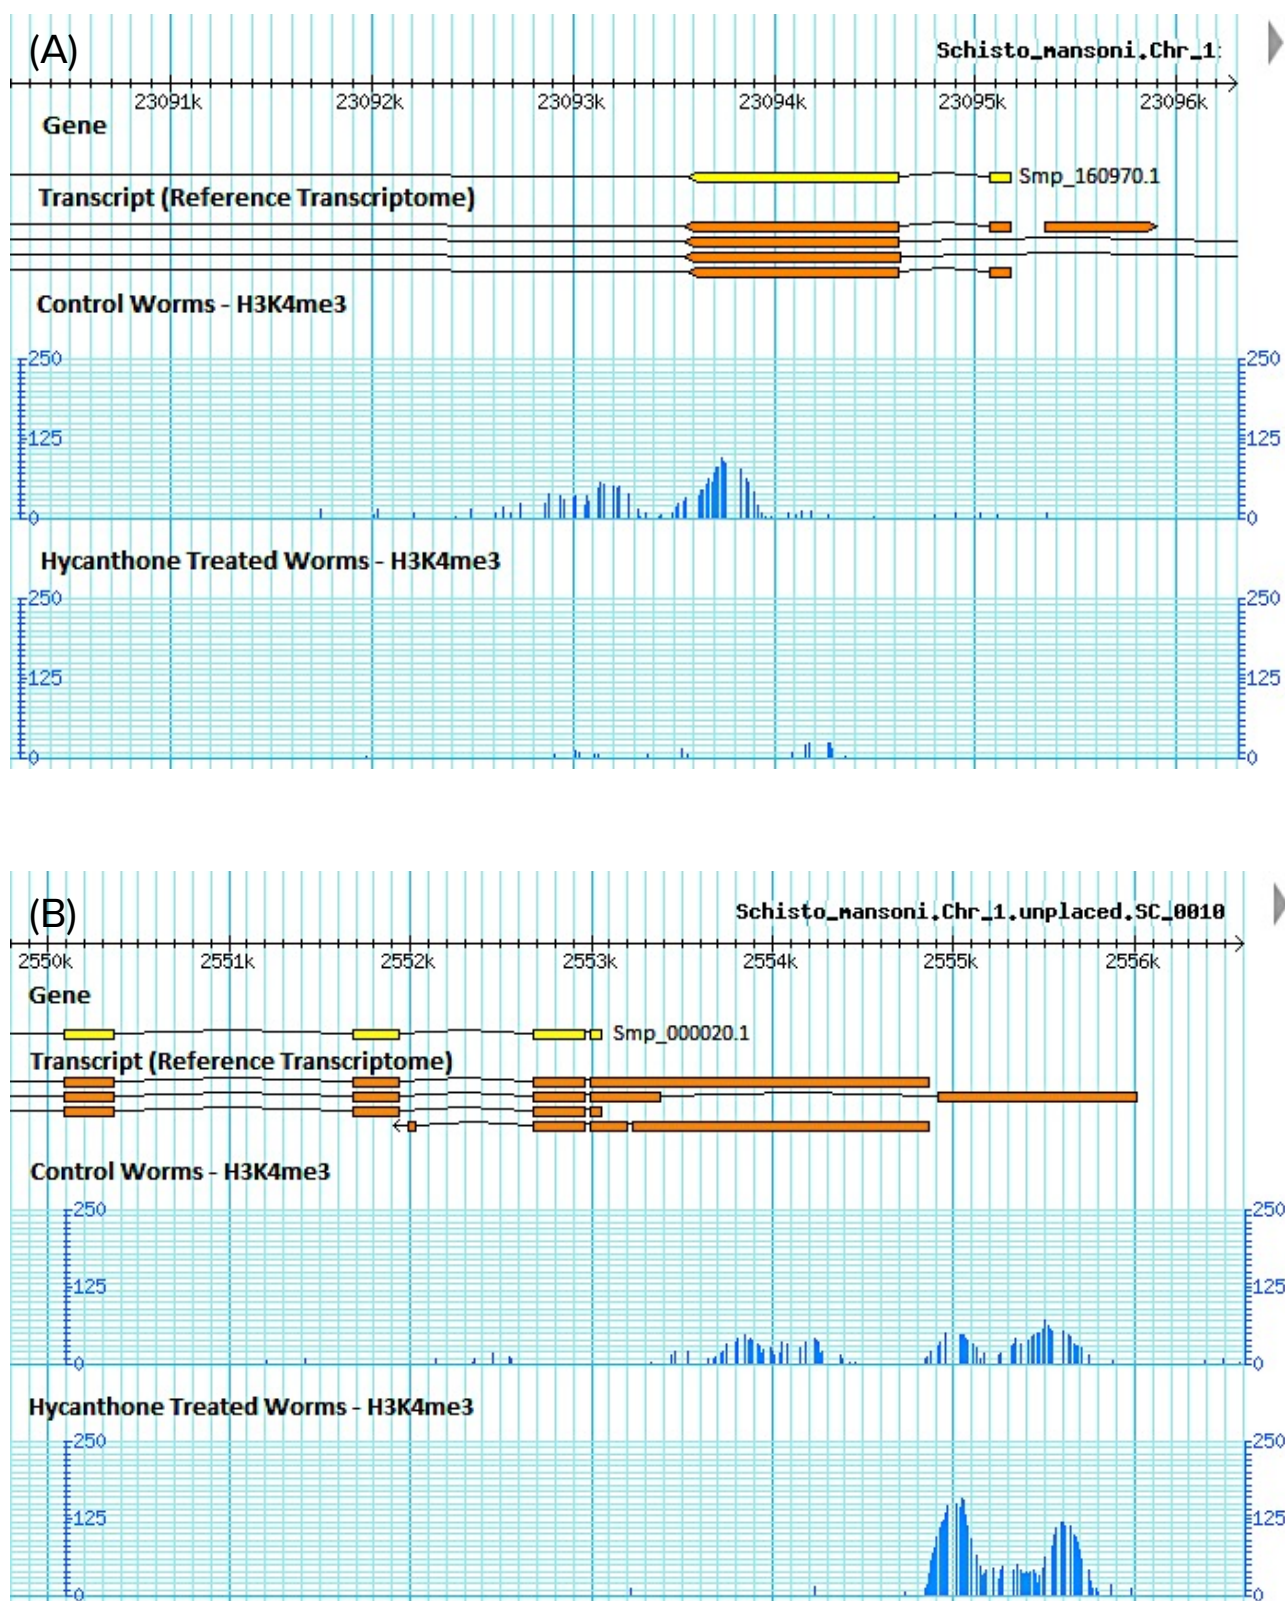 (A)
Schisto_mansoni.Chr_1:
23091k 23092k 23093k 23094k 23095k 23096k
Gene
Smp_160970.1
Transcript (Reference Transcriptome)
Control Worms - H3K4me3
250 250
125 125
0 0
Hycanthone Treated Worms - H3K4me3
250 250
125 125
0 0
(B)
Schisto_mansoni.Chr_1.unplaced.SC_0010
2550k 2551k 2552k 2553k 2554k 2555k 2556k
Gene
Smp_000020.1
Transcript (Reference Transcriptome)
Control Worms - H3K4me3
250 250
125 125
0 0
Hycanthone Treated Worms - H3K4me3
250 250
125 125
0 0